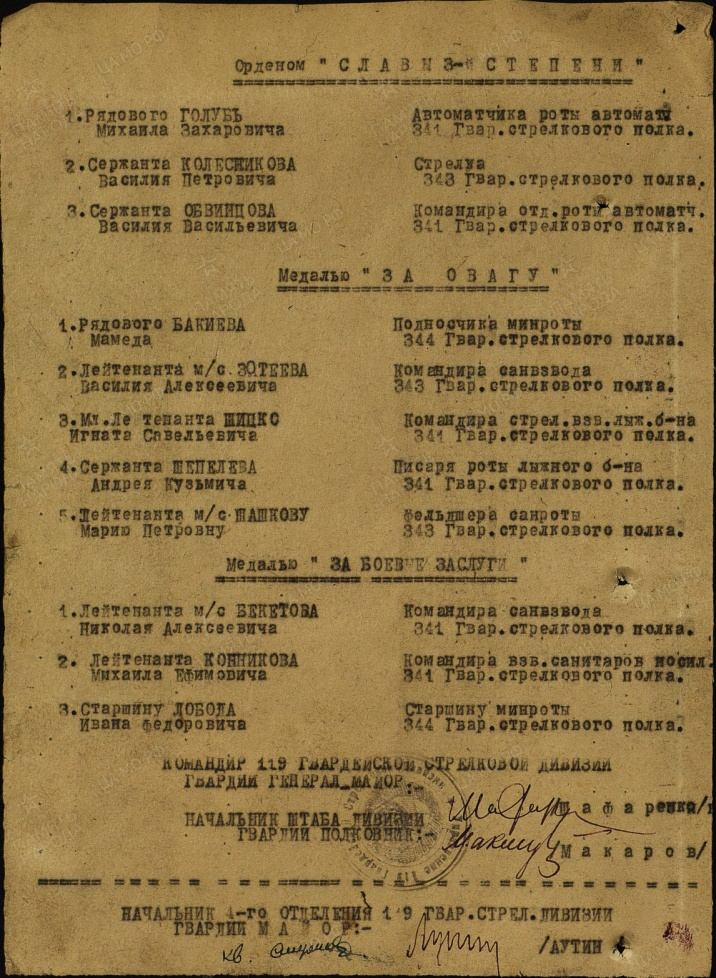 Орденом " С Л А В Ы 3-й С Т Е П Е Н И "
1.Рядового ГОЛУБЬ Автоматчика роты автомат
Михаила Захаровича 341 Гвар.стрелкового полка.
2.Сержанта КОЛЕСНИКОВА Стрелка
Василия Петровича 343 Гвар.стрелкового полка.
3.Сержанта ОБВИНЦОВА Командира отд.роты автоматч.
Василия Васильевича 341 Гвар.стрелкового полка.
Медалью " З А ОВАГУ "
1.Рядового БАКИЕВА Подносчика минроты
Мамеда 344 Гвар.стрелкового полка.
2.Лейтенанта м/с ЗОТЕЕВА Командира санвзвода
Василия Алексеевича 343 Гвар.стрелкового полка.
3.Мл.Ле тенанта ШИЦКО Командира стрел.взв.лыж.б-на
Игната Савельевича 341 Гвар.стрелкового полка.
4.Сержанта ШЕПЕЛЕВА Писаря роты лыжного б-на
Андрея Кузьмича 341 Гвар.стрелкового полка.
5.Лейтенанта м/с ШАШКОВУ Фельдшера санроты
Марию Петровну 343 Гвар.стрелкового полка.
Медалью " ЗА БОЕВЫЕ ЗАСЛУГИ "
1.Лейтенанта м/с БЕКЕТОВА Командира санвзвода
Николая Алексеевича 341 Гвар.стрелкового полка.
2. Лейтенанта КОННИКОВА Командира взв.санитаров носил.
Михаила Ефимовича 341 Гвар.стрелкового полка.
3.Старшину ЛОБОДА Старшину минроты
Ивана Федоровича 344 Гвар.стрелкового полка.
КОМАНДИР 119 ГВАРДЕЙСКОЙ СТРЕЛКОВОЙ ДИВИЗИИ
ГВАРДИИ ГЕНЕРАЛ МАЙОР:-
Ш а ф а р енко/
НАЧАЛЬНИК ШТАБА ДИВИЗИИ
ГВАРДИИ ПОЛКОВНИК:-
М а к а р о в/
НАЧАЛЬНИК 4-го ОТДЕЛЕНИЯ 119 ГВАР.СТРЕЛ.ДИВИЗИИ
ГВАРДИИ М А Й О Р:-
/АУТИН